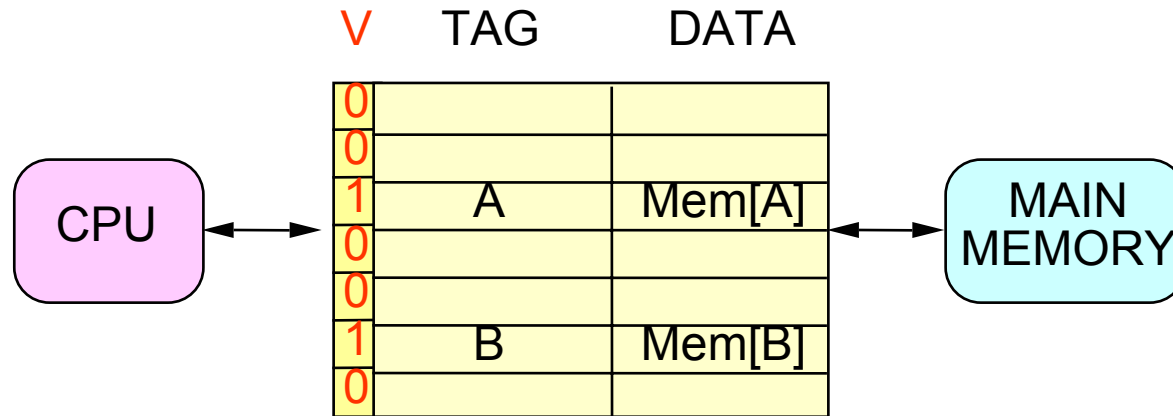 V TAG DATA
0
0
1 A Mem[A]
0
0
1 B Mem[B]
0
CPU
MAIN
MEMORY